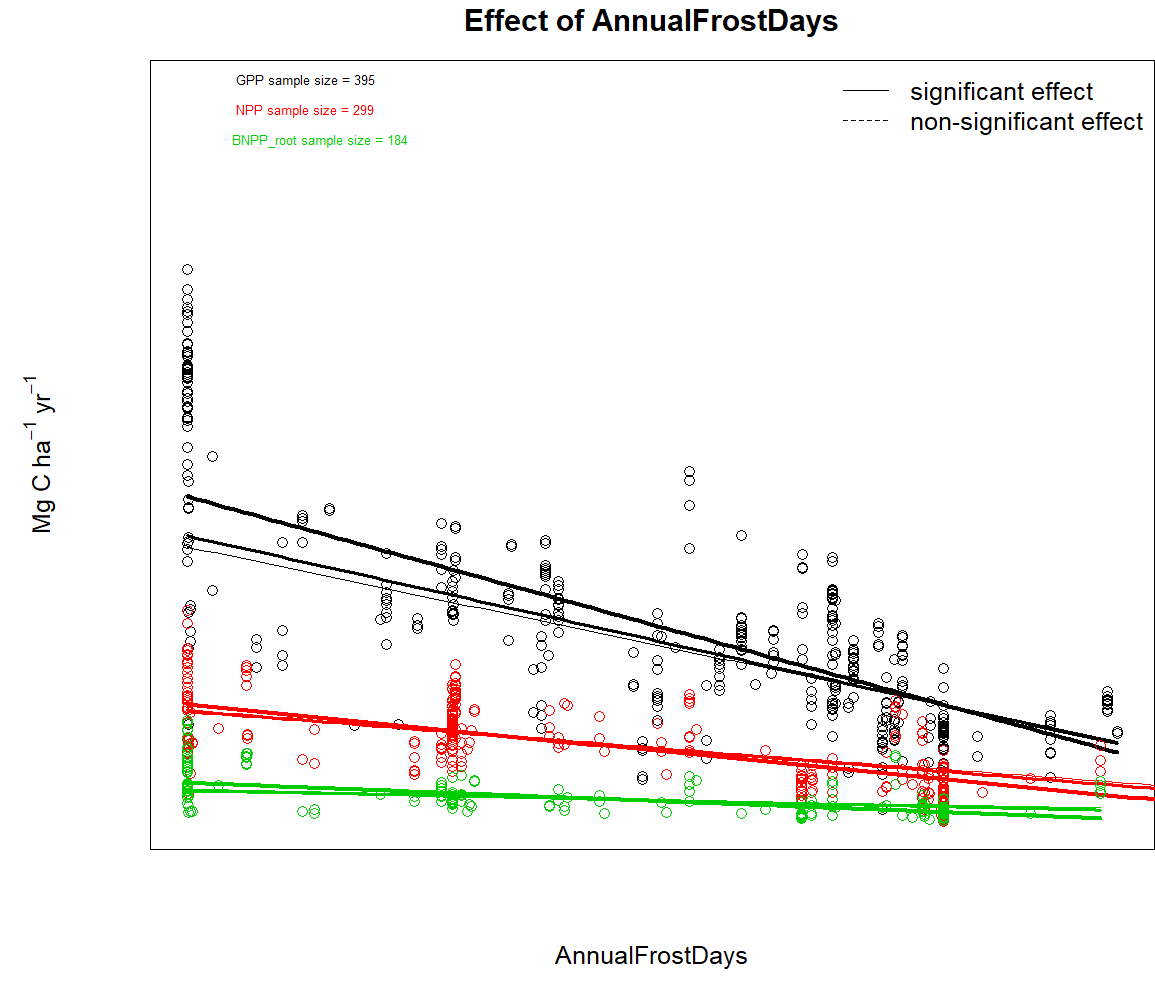 Effect of AnnualFrostDays
GPP sample size = 395
NPP sample size = 299
BNPP_root sample size = 184
significant effect
non-significant effect
Mg C ha⁻¹ yr⁻¹
AnnualFrostDays